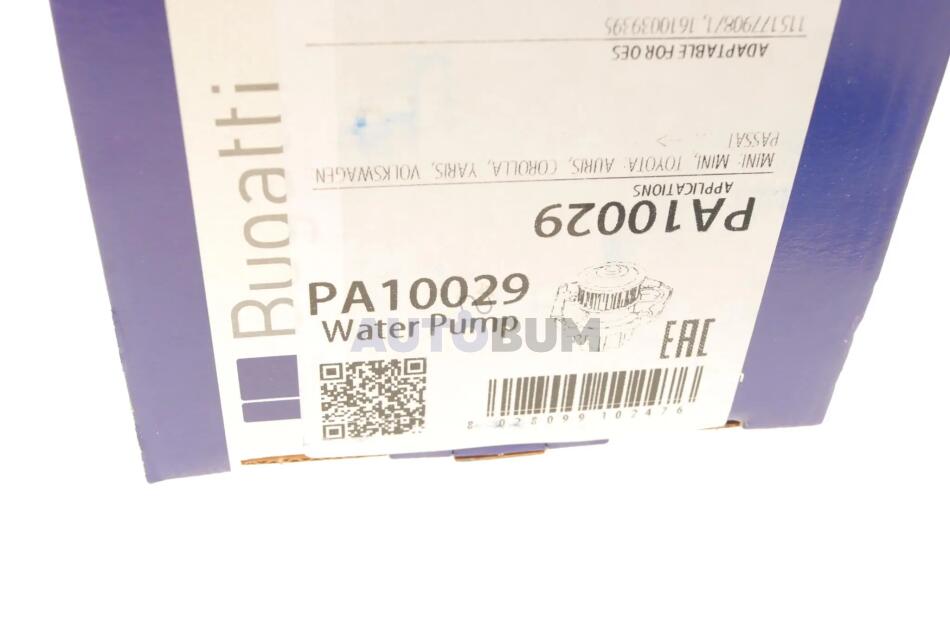 11517790871, 1610039395
ADAPTABLE FOR OES
PASSAT
MINI: MINI, TOYOTA: AURIS, COROLLA, YARIS, VOLKSWAGEN
APPLICATIONS
PA10029
Bugatti
PA10029
Water Pump
AUTOBUM
EAC
8 028099 102476